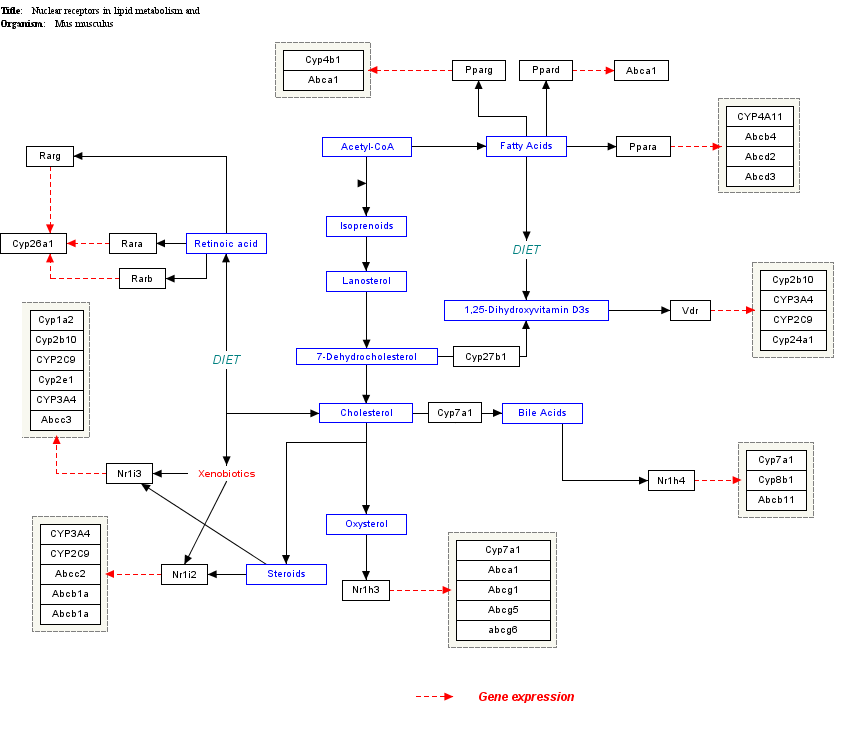 Title: Nuclear receptors in lipid metabolism and
Organism: Mus musculus
Cyp4b1
Abca1
Pparg
Ppard
Abca1
CYP4A11
Abcb4
Abcd2
Abcd3
Acetyl-CoA
Fatty Acids
Ppara
Rarg
Isoprenoids
Cyp26a1
Rara
Retinoic acid
DIET
Rarb
Lanosterol
Cyp2b10
CYP3A4
CYP2C9
Cyp24a1
1,25-Dihydroxyvitamin D3s
Vdr
Cyp1a2
Cyp2b10
CYP2C9
Cyp2e1
CYP3A4
Abcc3
DIET
7-Dehydrocholesterol
Cyp27b1
Cholesterol
Cyp7a1
Bile Acids
Nr1i3
Xenobiotics
Nr1h4
Cyp7a1
Cyp8b1
Abcb11
Oxysterol
CYP3A4
CYP2C9
Abcc2
Abcb1a
Abcb1a
Nr1i2
Steroids
Nr1h3
Cyp7a1
Abca1
Abcg1
Abcg5
abcg6
Gene expression